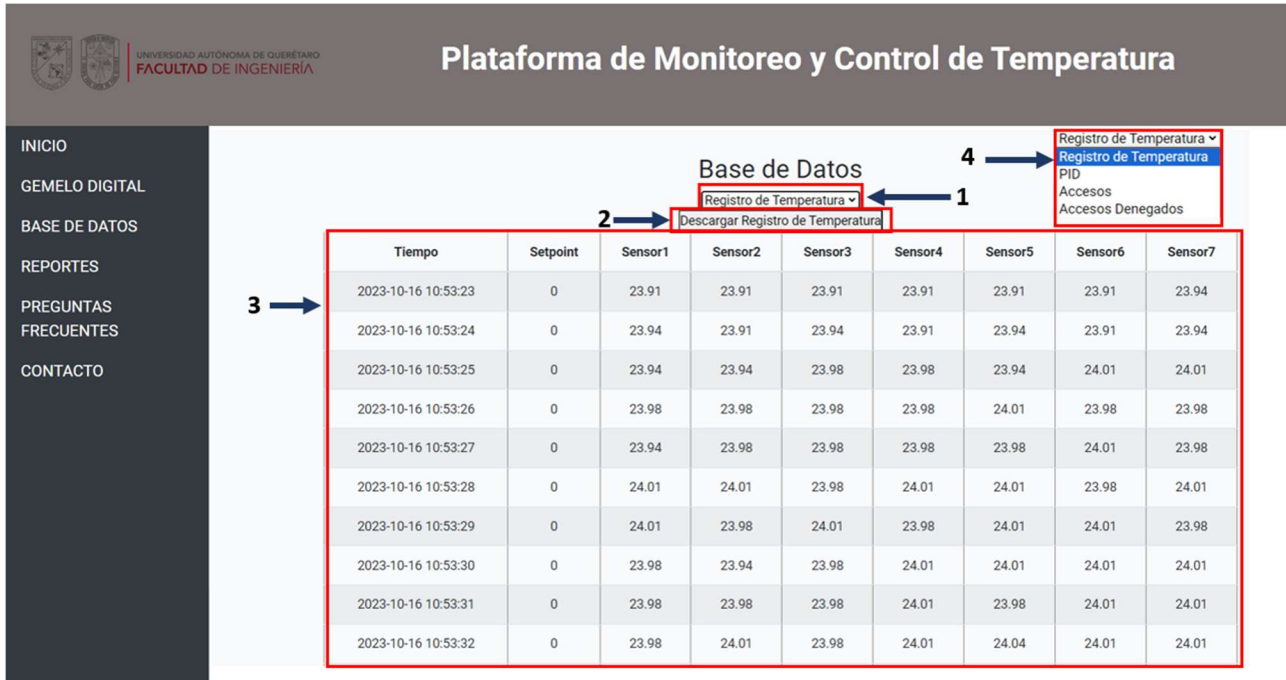 UNIVERSIDAD AUTÓNOMA DE QUERÉTARO
FACULTAD DE INGENIERÍA
Plataforma de Monitoreo y Control de Temperatura
INICIO
GEMELO DIGITAL
BASE DE DATOS
REPORTES
PREGUNTAS
FRECUENTES
CONTACTO
Base de Datos
Registro de Temperatura
1
2
Descargar Registro de Temperatura
4
Registro de Temperatura
Registro de Temperatura
PID
Accesos
Accesos Denegados
3
Tiempo Setpoint Sensor1 Sensor2 Sensor3 Sensor4 Sensor5 Sensor6 Sensor7
2023-10-16 10:53:23 0 23.91 23.91 23.91 23.91 23.91 23.91 23.94
2023-10-16 10:53:24 0 23.94 23.91 23.94 23.91 23.94 23.91 23.94
2023-10-16 10:53:25 0 23.94 23.94 23.98 23.98 23.94 24.01 24.01
2023-10-16 10:53:26 0 23.98 23.98 23.98 23.98 24.01 23.98 23.98
2023-10-16 10:53:27 0 23.94 23.98 23.98 23.98 23.98 24.01 23.98
2023-10-16 10:53:28 0 24.01 24.01 23.98 24.01 24.01 23.98 24.01
2023-10-16 10:53:29 0 24.01 23.98 24.01 23.98 24.01 24.01 23.98
2023-10-16 10:53:30 0 23.98 23.94 23.98 24.01 24.01 24.01 24.01
2023-10-16 10:53:31 0 23.98 23.98 23.98 24.01 23.98 24.01 24.01
2023-10-16 10:53:32 0 23.98 24.01 23.98 24.01 24.04 24.01 24.01